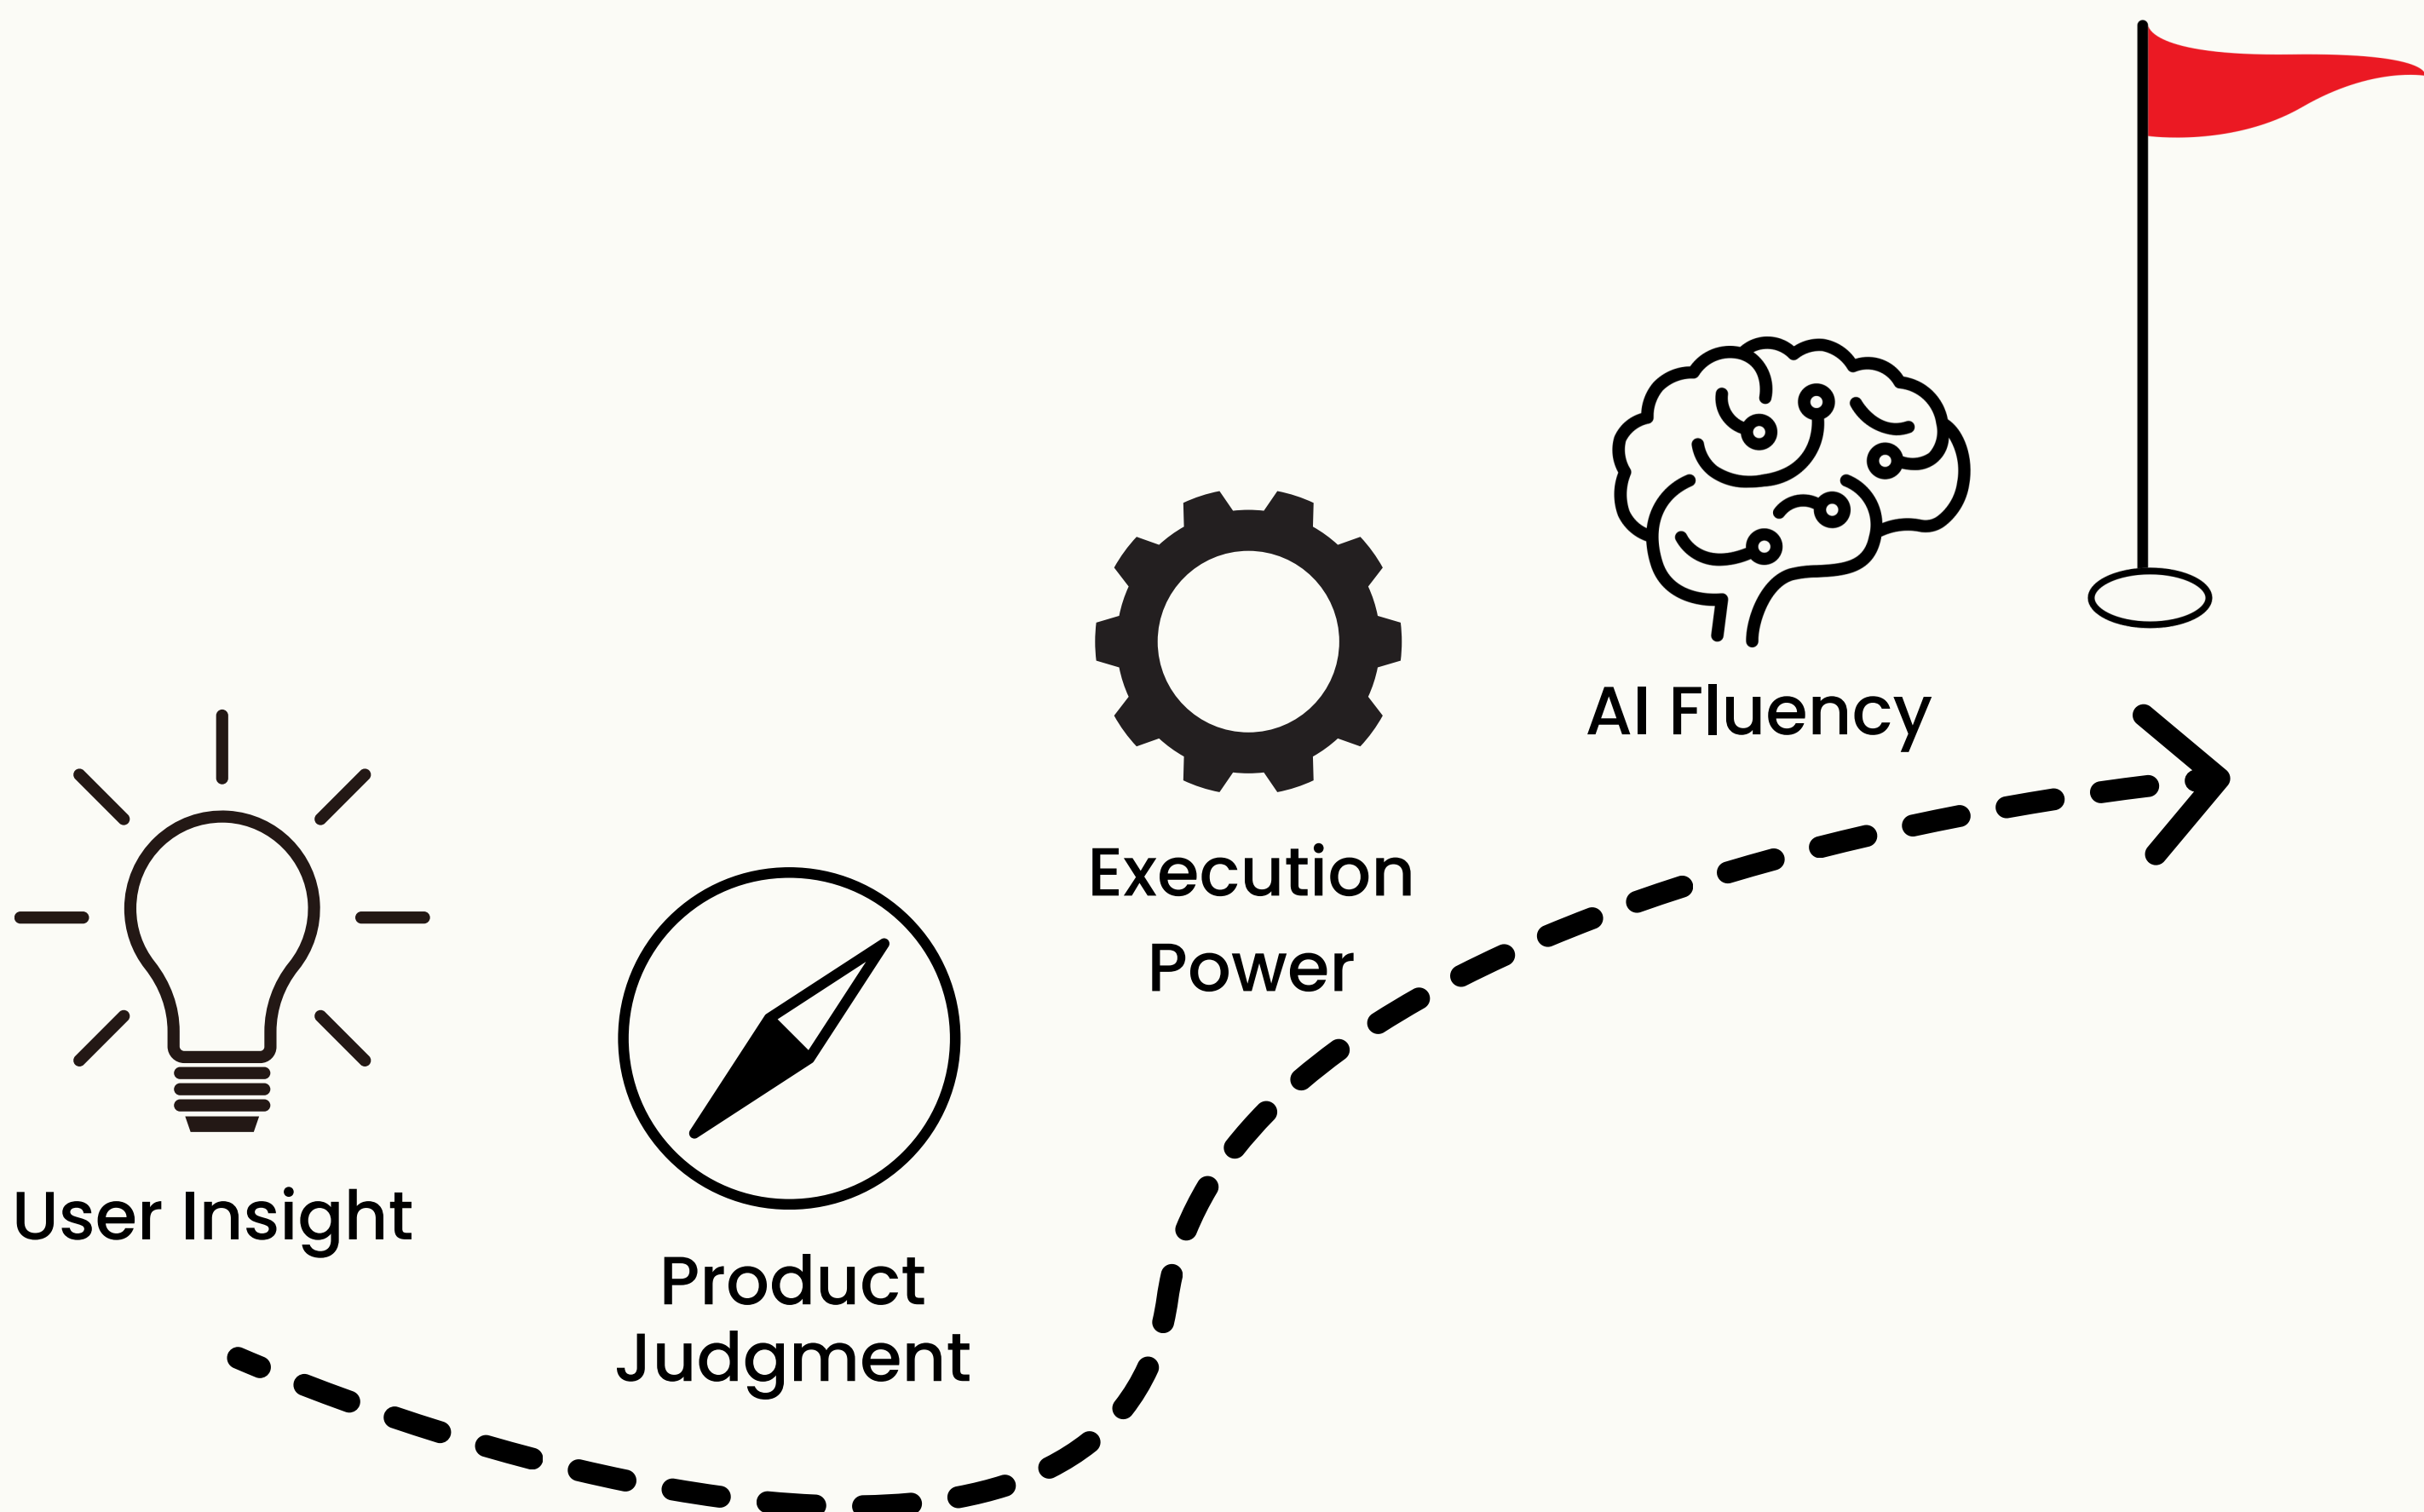 User Insight
Product
Judgment
Execution
Power
AI Fluency